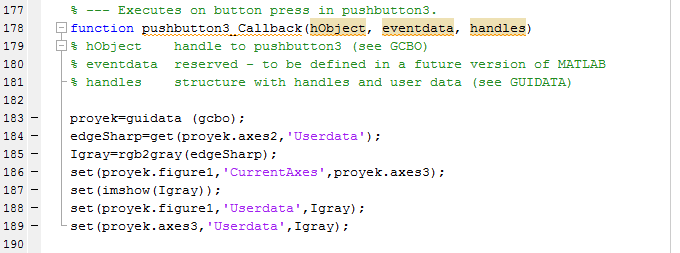 177 % --- Executes on button press in pushbutton3.
178 function pushbutton3_Callback(hObject, eventdata, handles)
179 % hObject    handle to pushbutton3 (see GCBO)
180 % eventdata  reserved - to be defined in a future version of MATLAB
181 % handles    structure with handles and user data (see GUIDATA)
182
183 - proyek=guidata (gcbo);
184 - edgeSharp=get(proyek.axes2,'Userdata');
185 - Igray=rgb2gray(edgeSharp);
186 - set(proyek.figure1,'CurrentAxes',proyek.axes3);
187 - set(imshow(Igray));
188 - set(proyek.figure1,'Userdata',Igray);
189 - set(proyek.axes3,'Userdata',Igray);
190